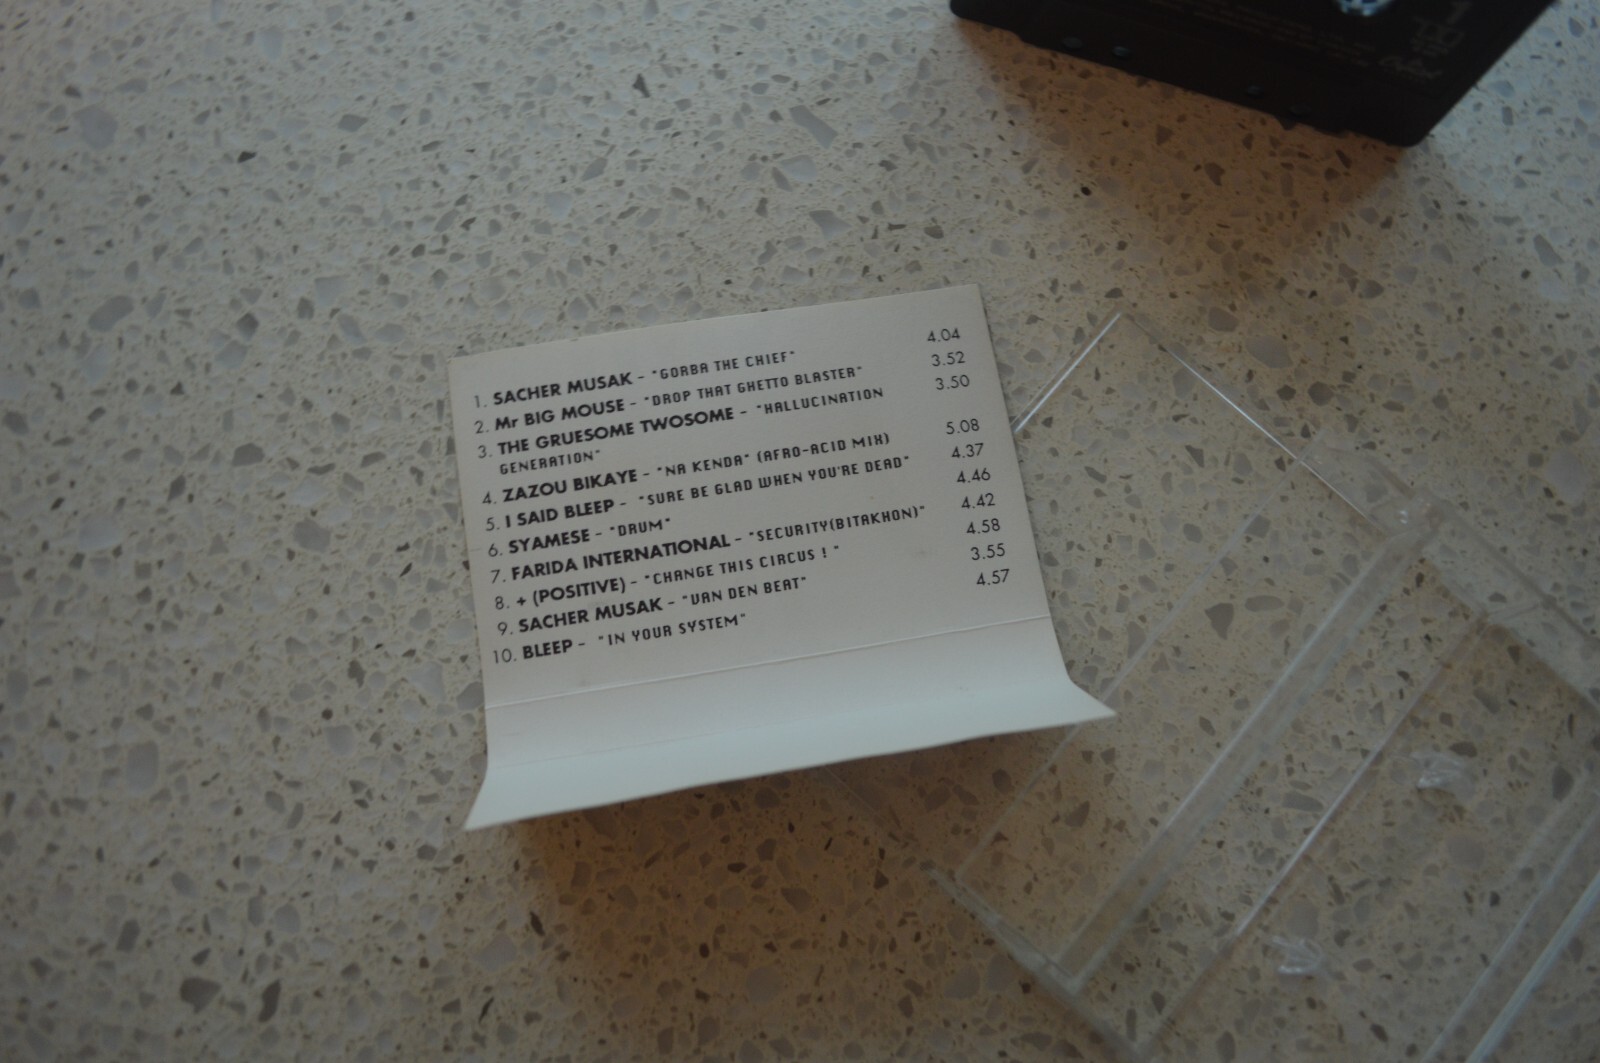 1. SACHER MUSAK - "GORBA THE CHIEF" 4.04
2. Mr BIG MOUSE - "DROP THAT GHETTO BLASTER" 3.52
3. THE GRUESOME TWOSOME - "HALLUCINATION 3.50
GENERATION"
4. ZAZOU BIKAYE - "NA KENDA" (AFRO-ACID MIX) 5.08
5. I SAID BLEEP - "SURE BE GLAD WHEN YOU'RE DEAD" 4.37
6. SYAMESE - "DRUM" 4.46
7. FARIDA INTERNATIONAL - "SECURITY(BITAKHON)" 4.42
8. + (POSITIVE) - "CHANGE THIS CIRCUS ! " 4.58
9. SACHER MUSAK - "VAN DEN BEAT" 3.55
10. BLEEP - "IN YOUR SYSTEM" 4.57